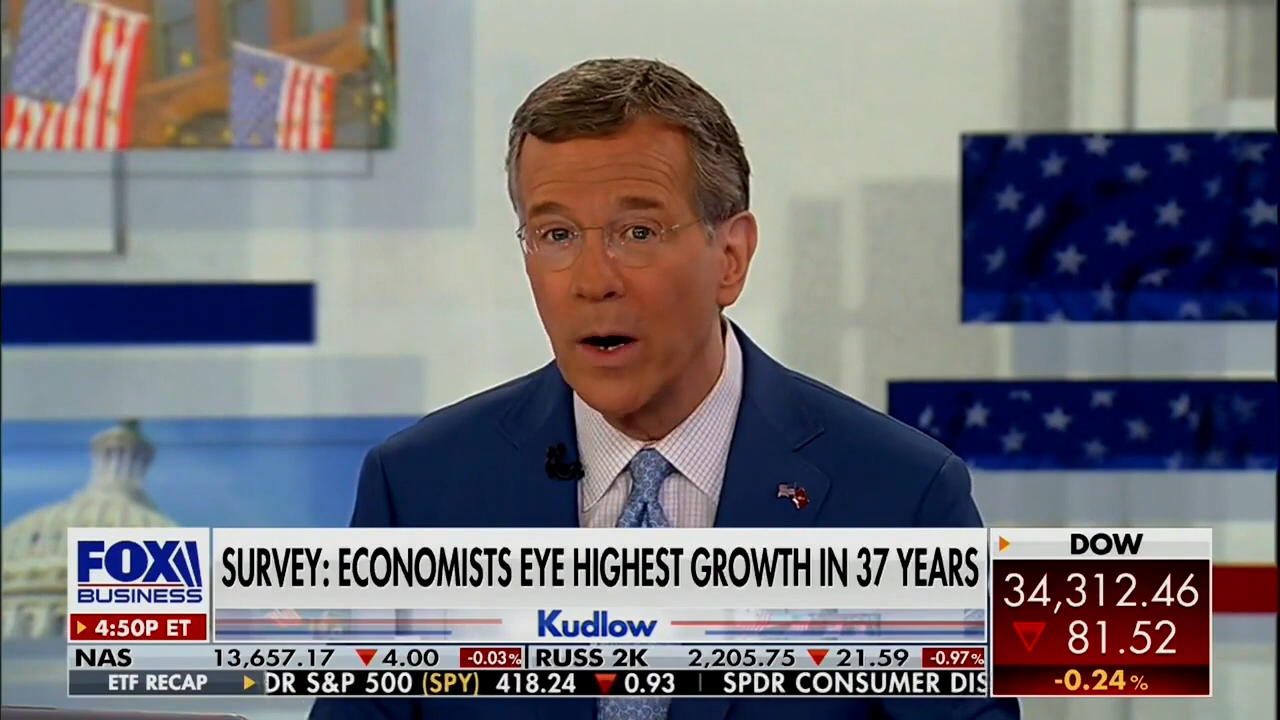 FOX
BUSINESS
4:50P ET
SURVEY: ECONOMISTS EYE HIGHEST GROWTH IN 37 YEARS
Kudlow
DOW
34,312.46
81.52
-0.24%
NAS 13,657.17 4.00 -0.03% RUSS 2K 2,205.75 21.59 -0.97%
ETF RECAP DR S&P 500 (SPY) 418.24 0.93 SPDR CONSUMER DIS